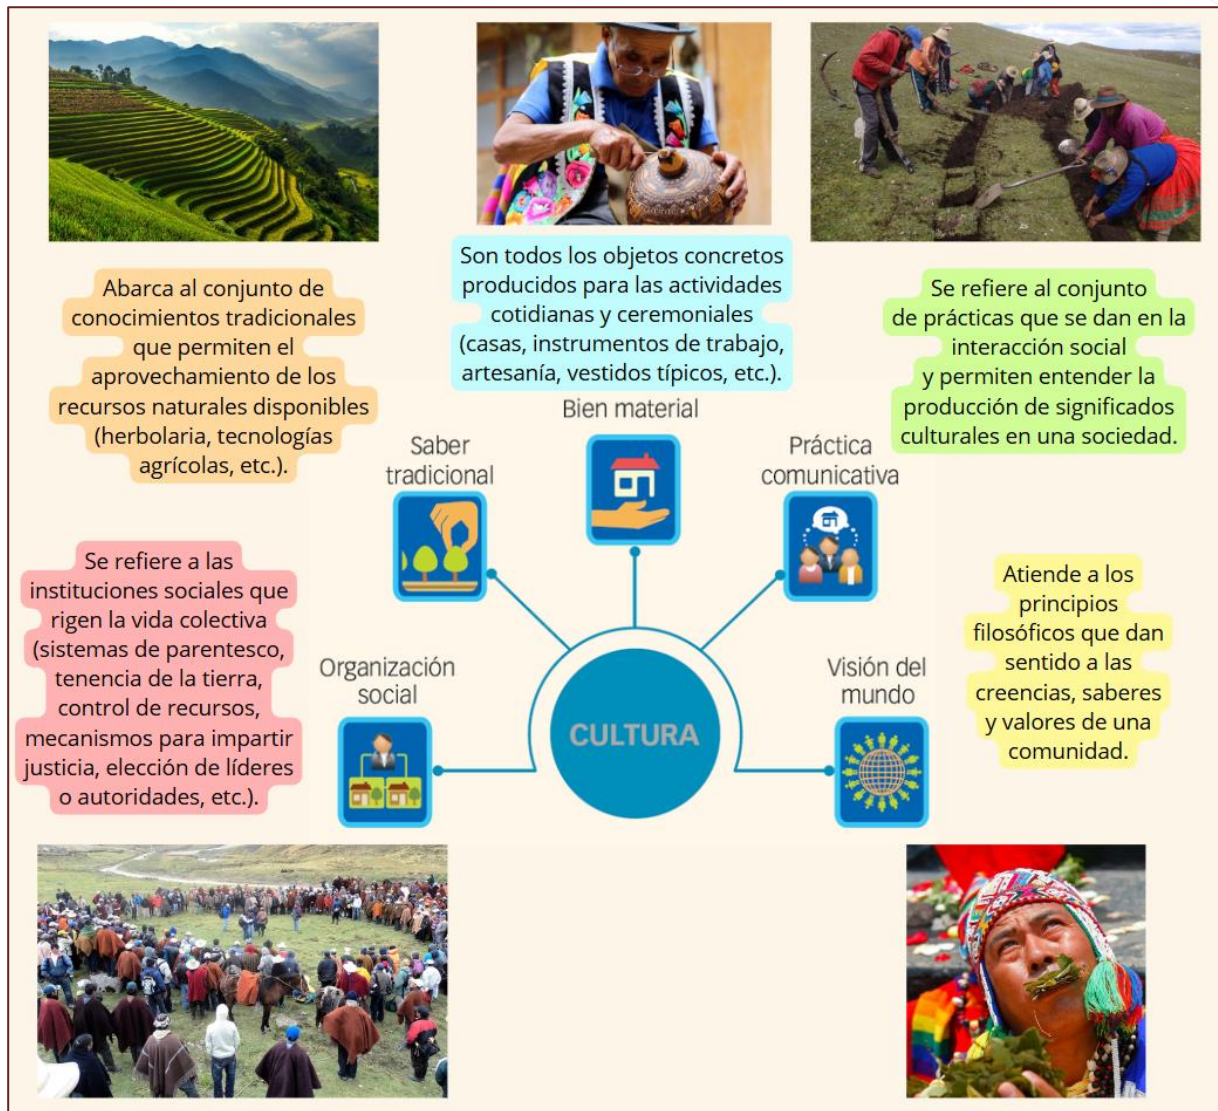 Abarca al conjunto de
conocimientos tradicionales
que permiten el
aprovechamiento de los
recursos naturales disponibles
(herbolaria, tecnologías
agrícolas, etc.).
Son todos los objetos concretos
producidos para las actividades
cotidianas y ceremoniales
(casas, instrumentos de trabajo,
artesanía, vestidos típicos, etc.).
Se refiere al conjunto
de prácticas que se dan en la
interacción social
y permiten entender la
producción de significados
culturales en una sociedad.
Bien material
Saber
tradicional
Práctica
comunicativa
Se refiere a las
instituciones sociales que
rigen la vida colectiva
(sistemas de parentesco,
tenencia de la tierra,
control de recursos,
mecanismos para impartir
justicia, elección de líderes
o autoridades, etc.).
Organización
social
CULTURA
Visión del
mundo
Atiende a los
principios
filosóficos que dan
sentido a las
creencias, saberes
y valores de una
comunidad.